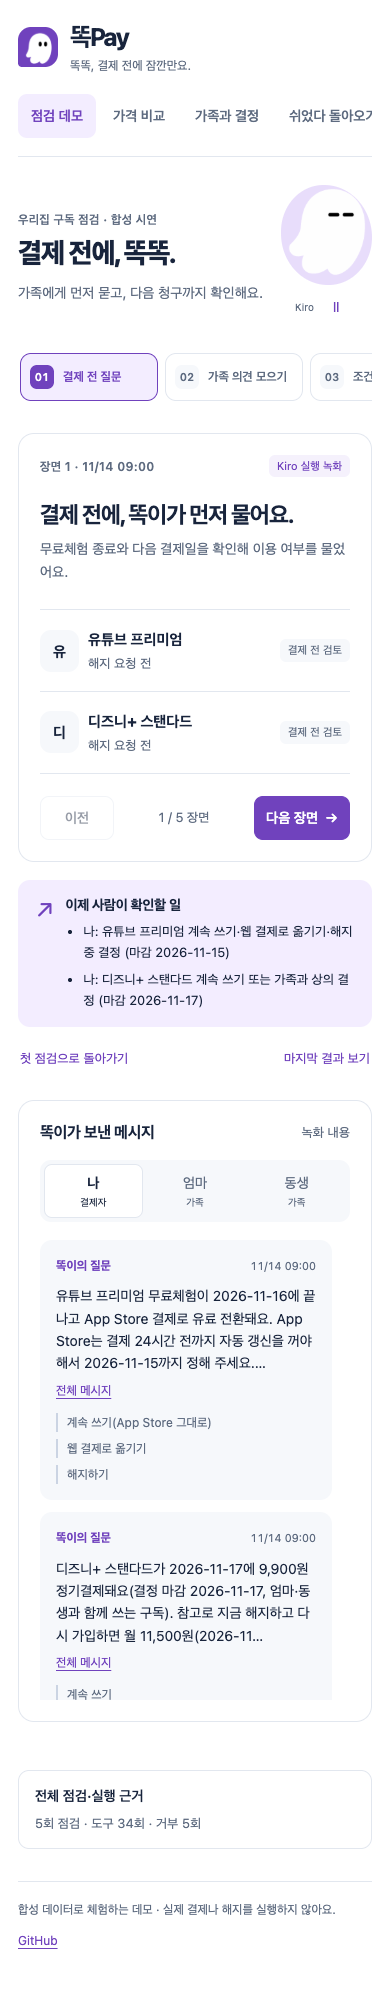 똑Pay
똑똑, 결제 전에 잠깐만요.
점검 데모
가격 비교
가족과 결정
쉬었다 돌아오기
우리집 구독 점검 · 합성 시연
결제 전에, 똑똑.
가족에게 먼저 묻고, 다음 청구까지 확인해요.
Kiro
01 결제 전 질문
02 가족 의견 모으기
03 조건
장면 1 · 11/14 09:00
Kiro 실행 녹화
결제 전에, 똑이가 먼저 물어요.
무료체험 종료와 다음 결제일을 확인해 이용 여부를 물었
어요.
유
유튜브 프리미엄
해지 요청 전
결제 전 검토
디
디즈니+ 스탠다드
해지 요청 전
결제 전 검토
이전
1 / 5 장면
다음 장면 →
이제 사람이 확인할 일
• 나: 유튜브 프리미엄 계속 쓰기·웹 결제로 옮기기·해지
중 결정 (마감 2026-11-15)
• 나: 디즈니+ 스탠다드 계속 쓰기 또는 가족과 상의 결
정 (마감 2026-11-17)
첫 점검으로 돌아가기
마지막 결과 보기
똑이가 보낸 메시지
녹화 내용
나
결제자
엄마
가족
동생
가족
똑이의 질문
11/14 09:00
유튜브 프리미엄 무료체험이 2026-11-16에 끝
나고 App Store 결제로 유료 전환돼요. App
Store는 결제 24시간 전까지 자동 갱신을 꺼야
해서 2026-11-15까지 정해 주세요....
전체 메시지
계속 쓰기(App Store 그대로)
웹 결제로 옮기기
해지하기
똑이의 질문
11/14 09:00
디즈니+ 스탠다드가 2026-11-17에 9,900원
정기결제돼요(결정 마감 2026-11-17, 엄마·동
생과 함께 쓰는 구독). 참고로 지금 해지하고 다
시 가입하면 월 11,500원(2026-11...
전체 메시지
계속 쓰기
전체 점검·실행 근거
5회 점검 · 도구 34회 · 거부 5회
합성 데이터로 체험하는 데모 · 실제 결제나 해지를 실행하지 않아요.
GitHub